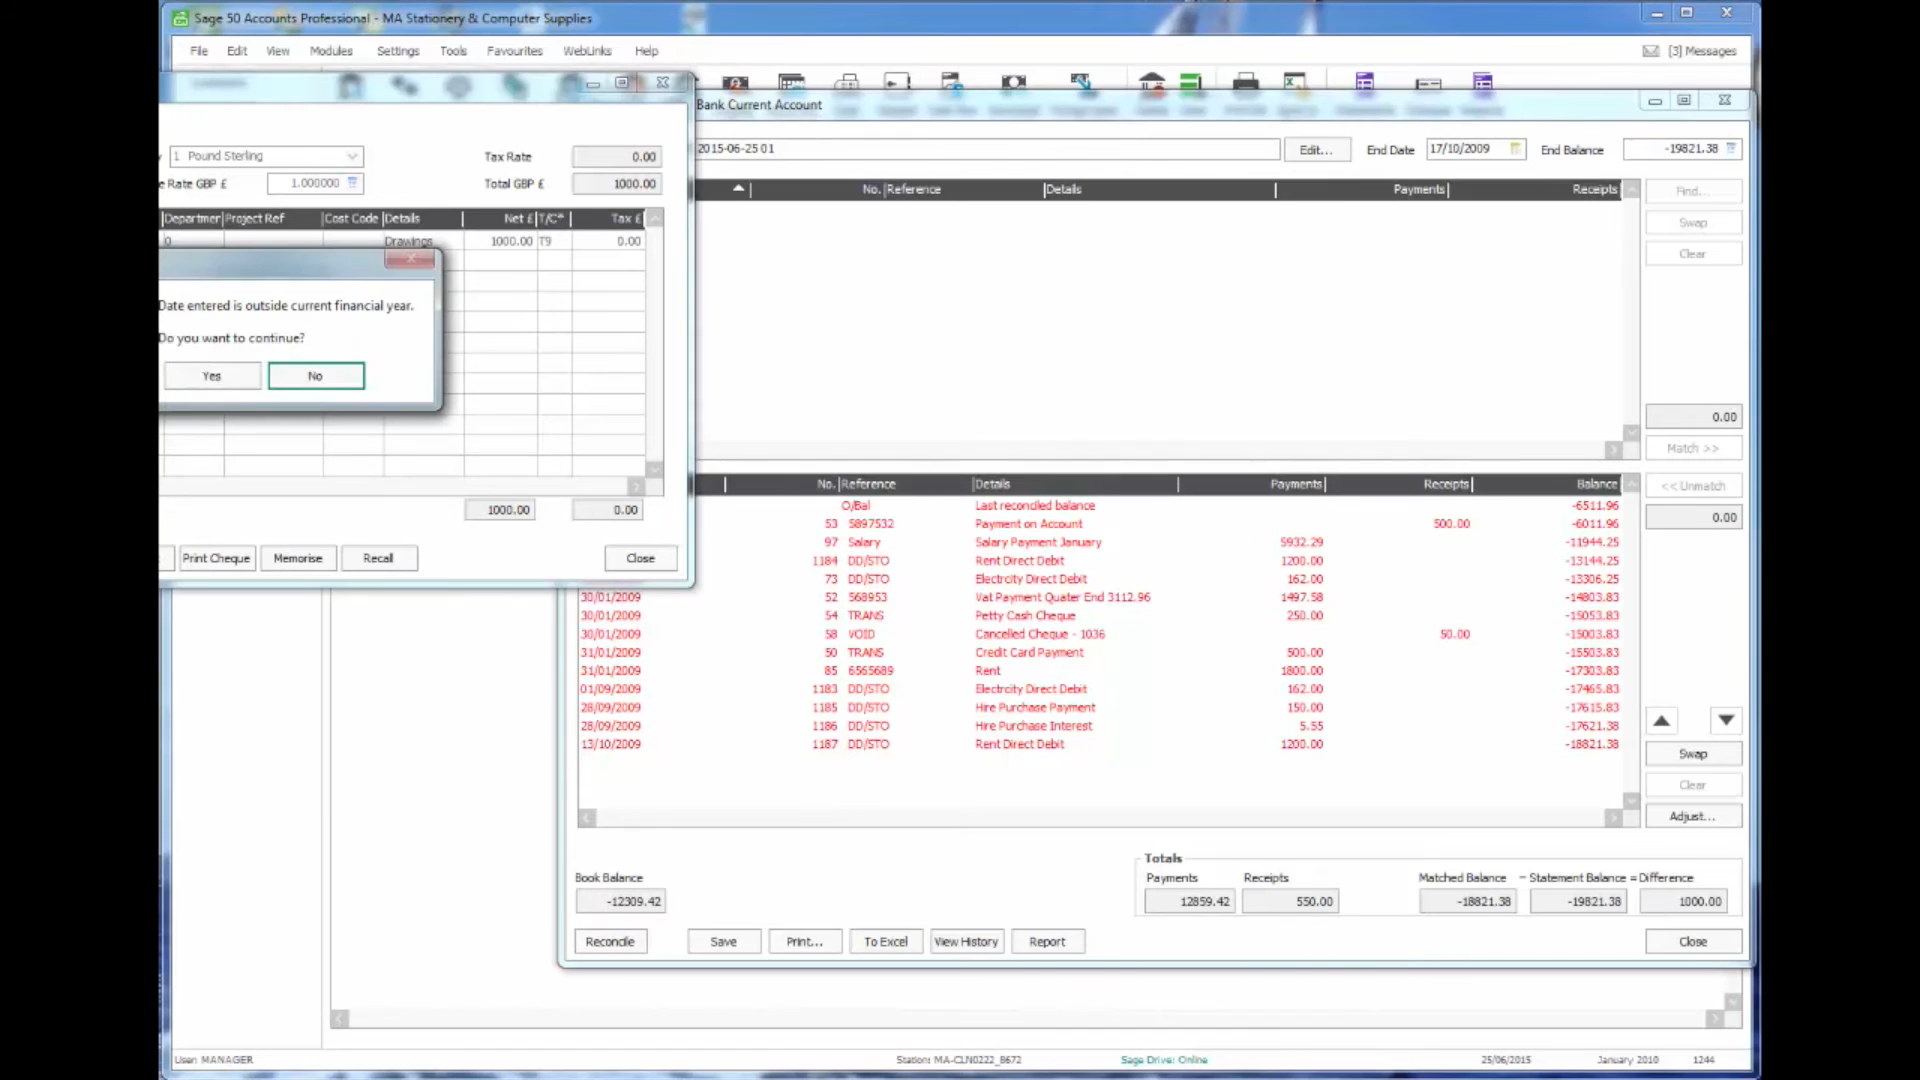 Sage 50 Accounts Professional - MA Stationery & Computer Supplies
File Edit View Modules Settings Tools Favourites WebLinks Help
[3] Messages
Bank Current Account
1 Pound Sterling
Tax Rate 0.00
e Rate GBP £ 1.000000
Total GBP £ 1000.00
Departmer Project Ref Cost Code Details Net £ T/C* Tax £
0 Drawings 1000.00 T9 0.00
Date entered is outside current financial year.
Do you want to continue?
Yes No
1000.00 0.00
Print Cheque Memorise Recall Close
2015-06-25 01 Edit... End Date 17/10/2009 End Balance -19821.38
No. Reference Details Payments Receipts
Find...
Swap
Clear
0.00
Match >>
No. Reference Details Payments Receipts Balance
<< Unmatch
0.00
O/Bal Last reconciled balance -6511.96
53 5897532 Payment on Account 500.00 -6011.96
97 Salary Salary Payment January 5932.29 -11944.25
1184 DD/STO Rent Direct Debit 1200.00 -13144.25
73 DD/STO Electrcity Direct Debit 162.00 -13306.25
30/01/2009 52 568953 Vat Payment Quater End 3112.96 1497.58 -14803.83
30/01/2009 54 TRANS Petty Cash Cheque 250.00 -15053.83
30/01/2009 58 VOID Cancelled Cheque - 1036 50.00 -15003.83
31/01/2009 50 TRANS Credit Card Payment 500.00 -15503.83
31/01/2009 85 6565689 Rent 1800.00 -17303.83
01/09/2009 1183 DD/STO Electrcity Direct Debit 162.00 -17465.83
28/09/2009 1185 DD/STO Hire Purchase Payment 150.00 -17615.83
28/09/2009 1186 DD/STO Hire Purchase Interest 5.55 -17621.38
13/10/2009 1187 DD/STO Rent Direct Debit 1200.00 -18821.38
Swap
Clear
Adjust...
Totals
Book Balance Payments Receipts Matched Balance - Statement Balance = Difference
-12309.42 12859.42 550.00 -18821.38 -19821.38 1000.00
Reconcile Save Print... To Excel View History Report Close
User: MANAGER Station: MA-CLN0222_B672 Sage Drive: Online 25/06/2015 January 2010 1244